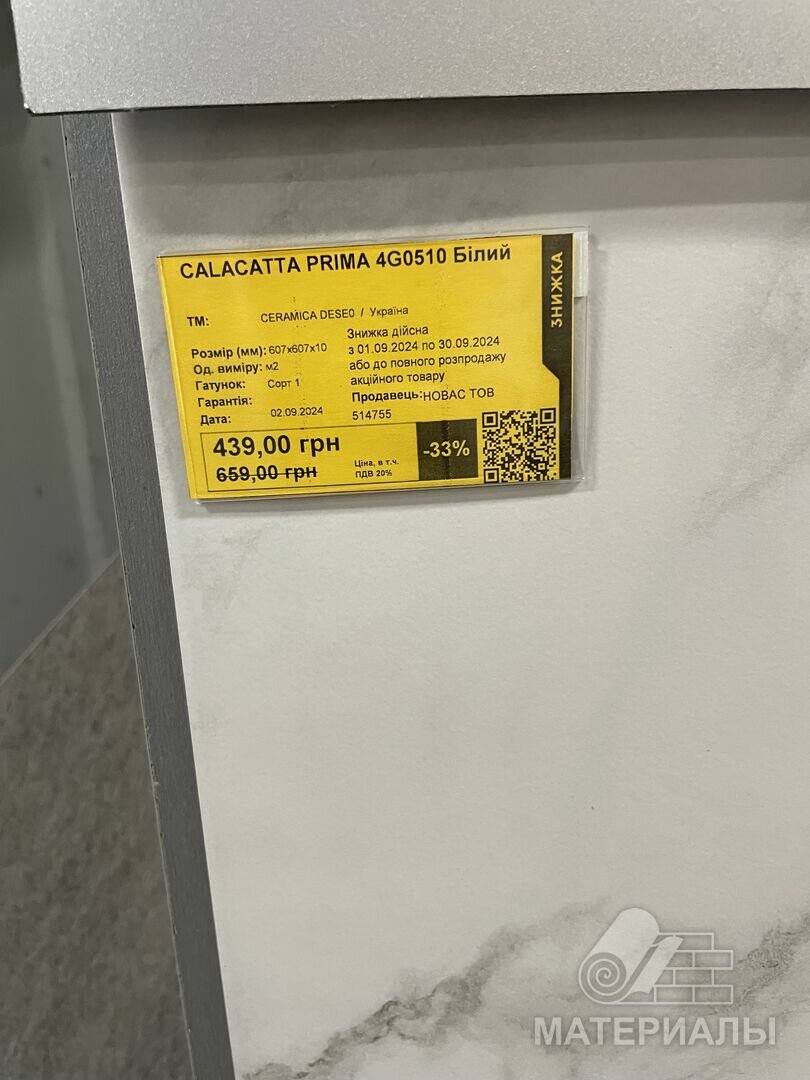 CALACATTA PRIMA 4G0510 Білий
ЗНИЖКА
ТМ: CERAMICA DESEO / Україна
Розмір (мм): 607x607x10
Од. виміру: м2
Гатунок: Сорт 1
Гарантія:
Дата: 02.09.2024
Знижка дійсна
з 01.09.2024 по 30.09.2024
або до повного розпродажу
акційного товару
Продавець: НОВАС ТОВ
514755
439,00 грн
659,00 грн
Ціна, в т.ч.
ПДВ 20%
-33%
МАТЕРИАЛЫ